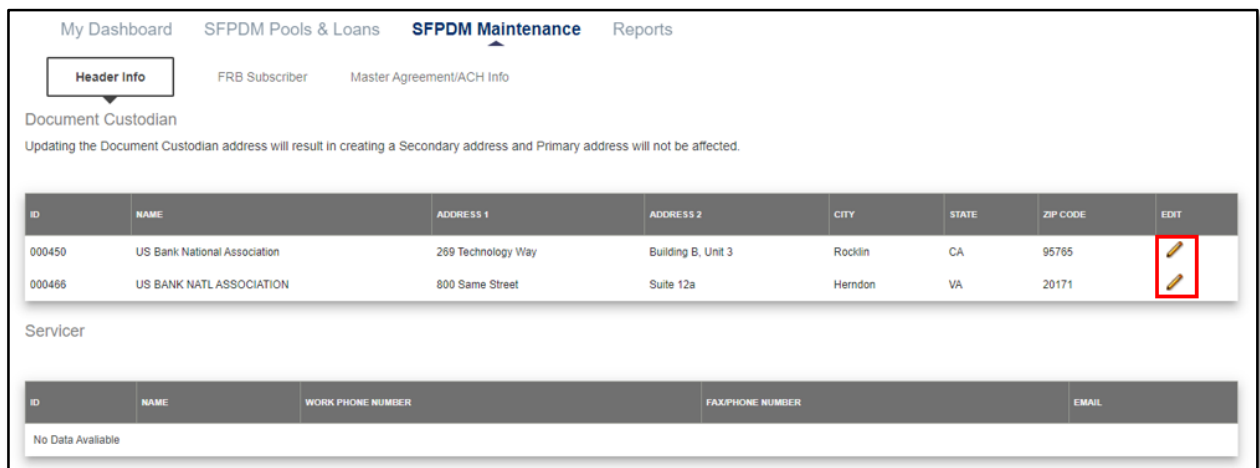 My Dashboard SFPDM Pools & Loans SFPDM Maintenance Reports
Header Info FRB Subscriber Master Agreement/ACH Info
Document Custodian
Updating the Document Custodian address will result in creating a Secondary address and Primary address will not be affected.
ID NAME ADDRESS 1 ADDRESS 2 CITY STATE ZIP CODE EDIT
000450 US Bank National Association 269 Technology Way Building B, Unit 3 Rocklin CA 95765
000466 US BANK NATL ASSOCIATION 800 Same Street Suite 12a Herndon VA 20171
Servicer
ID NAME WORK PHONE NUMBER FAX/PHONE NUMBER EMAIL
No Data Avaliable